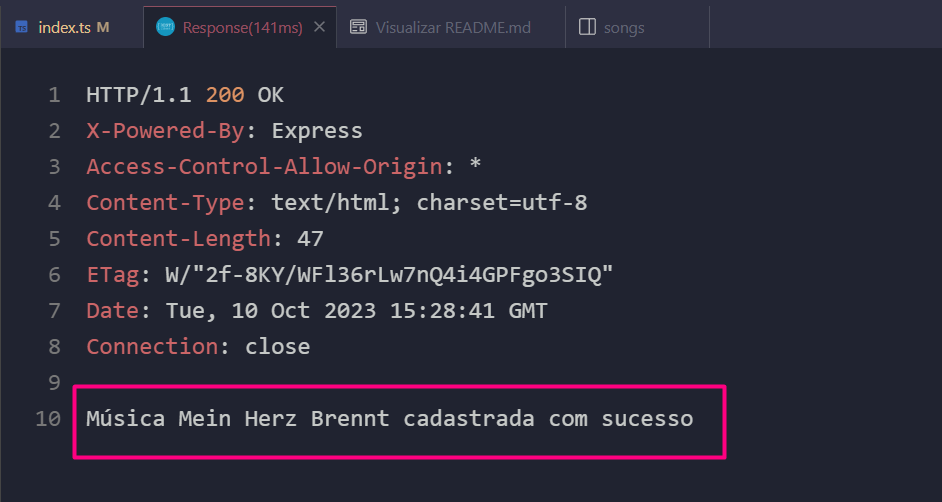 index.ts M Response(141ms) Visualizar README.md songs
1 HTTP/1.1 200 OK
2 X-Powered-By: Express
3 Access-Control-Allow-Origin: *
4 Content-Type: text/html; charset=utf-8
5 Content-Length: 47
6 ETag: W/"2f-8KY/WFl36rLw7nQ4i4GPFgo3SIQ"
7 Date: Tue, 10 Oct 2023 15:28:41 GMT
8 Connection: close
9
10 Música Mein Herz Brennt cadastrada com sucesso